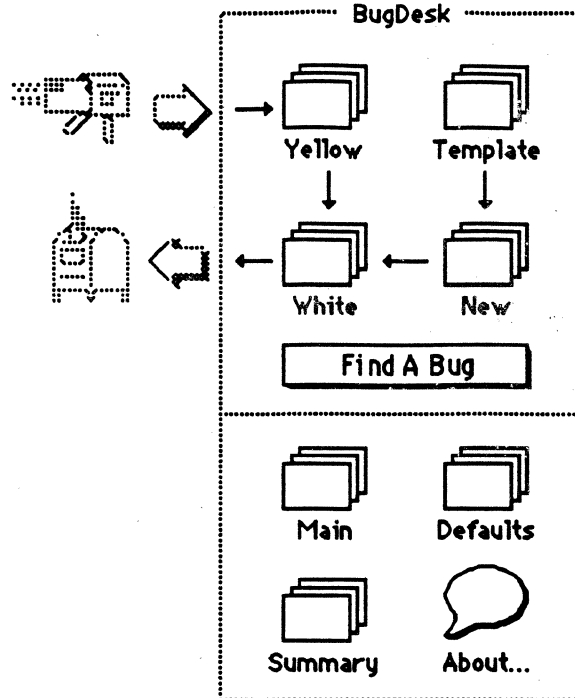 BugDesk
Yellow Template
White New
Find A Bug
Main Defaults
Summary About...